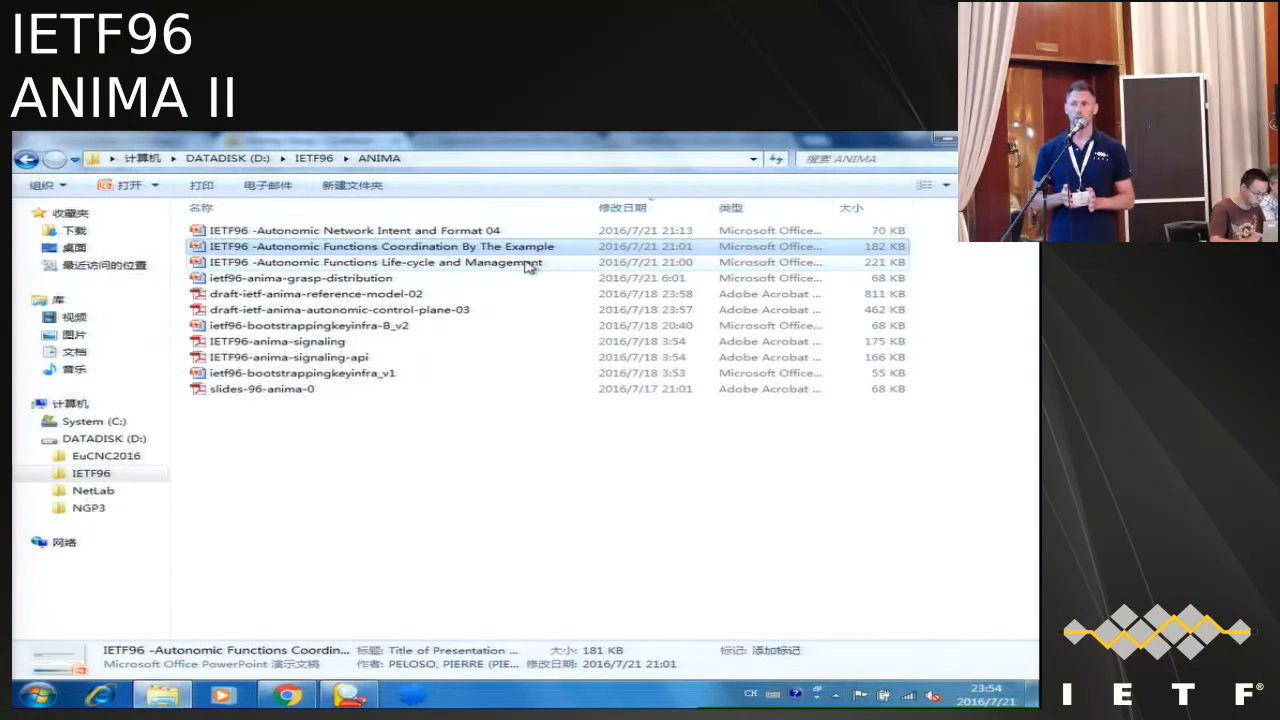 IETF96
ANIMA II
计算机 DATADISK (D:) IETF96 ANIMA
搜索 ANIMA
组织 打开 打印 电子邮件 新建文件夹
名称 修改日期 类型 大小
收藏夹
下载
桌面
最近访问的位置
库
视频
图片
文档
音乐
计算机
System (C:)
DATADISK (D:)
EuCNC2016
IETF96
NetLab
NGP3
网络
IETF96 -Autonomic Network Intent and Format 04 2016/7/21 21:13 Microsoft Office... 70 KB
IETF96 -Autonomic Functions Coordination By The Example 2016/7/21 21:01 Microsoft Office... 182 KB
IETF96 -Autonomic Functions Life-cycle and Management 2016/7/21 21:00 Microsoft Office... 221 KB
ietf96-anima-grasp-distribution 2016/7/21 6:01 Microsoft Office... 68 KB
draft-ietf-anima-reference-model-02 2016/7/18 23:58 Adobe Acrobat ... 811 KB
draft-ietf-anima-autonomic-control-plane-03 2016/7/18 23:57 Adobe Acrobat ... 462 KB
ietf96-bootstrappingkeyinfra-B_v2 2016/7/18 20:40 Microsoft Office... 68 KB
IETF96-anima-signaling 2016/7/18 3:54 Adobe Acrobat ... 175 KB
IETF96-anima-signaling-api 2016/7/18 3:54 Adobe Acrobat ... 166 KB
ietf96-bootstrappingkeyinfra_v1 2016/7/18 3:53 Microsoft Office... 55 KB
slides-96-anima-0 2016/7/17 21:01 Adobe Acrobat ... 68 KB
IETF96 -Autonomic Functions Coordin... 标题: Title of Presentation ... 大小: 181 KB 标记: 添加标记
Microsoft Office PowerPoint 演示文稿 作者: PELOSO, PIERRE (PIE... 修改日期: 2016/7/21 21:01
CH 23:54
2016/7/21
I E T F®